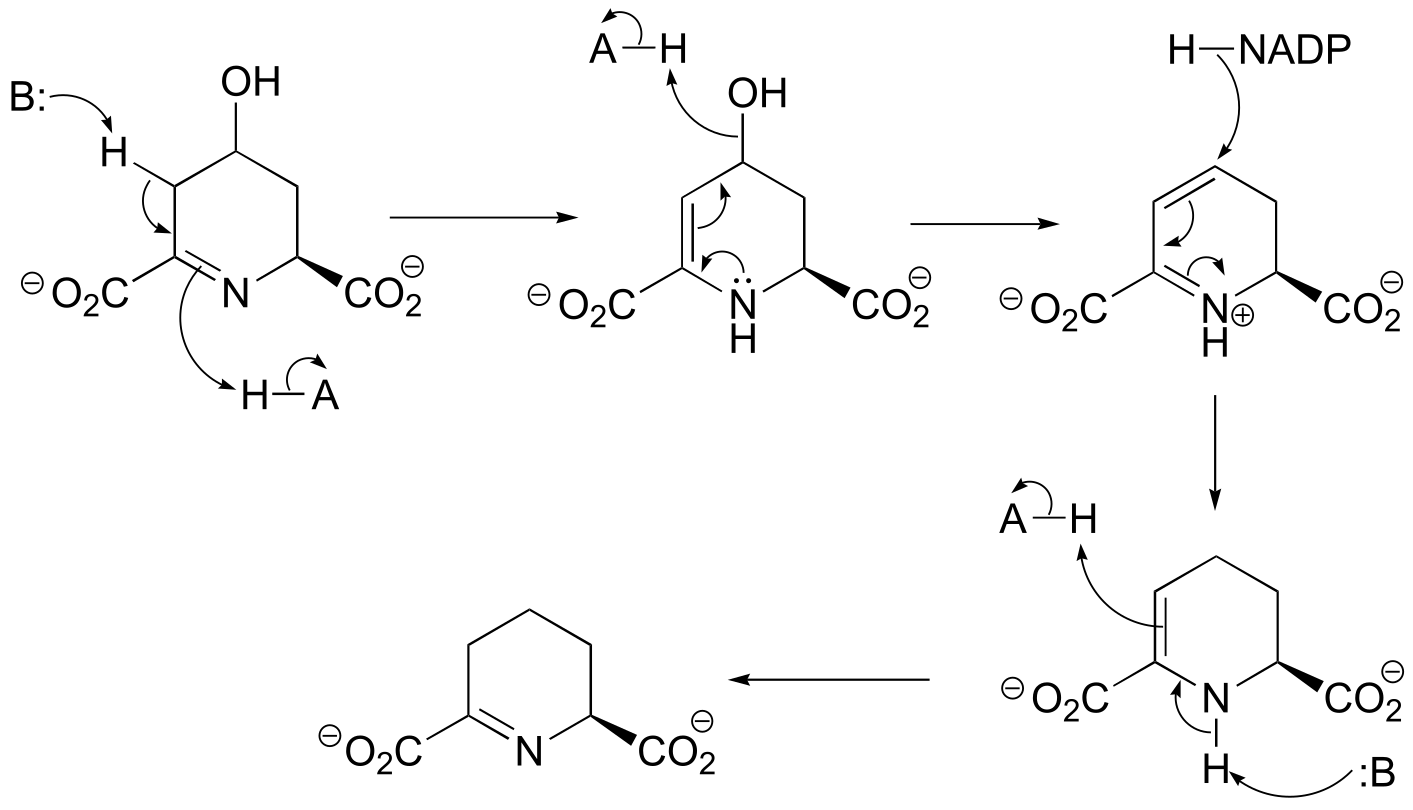 OH
B:
H
⊖O₂C N CO₂⊖
H–A
A–H
OH
⊖O₂C N̈ CO₂⊖
H
H–NADP
⊖O₂C N⊕ CO₂⊖
H
A–H
⊖O₂C N CO₂⊖
H :B
⊖O₂C N CO₂⊖